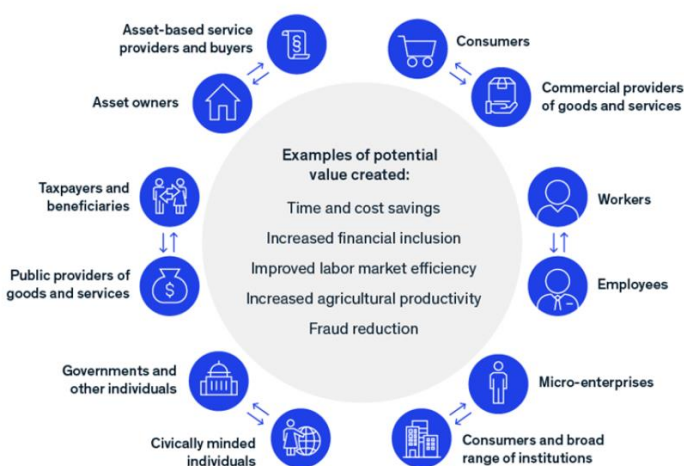 Asset-based service
providers and buyers
Consumers
Asset owners
Commercial providers
of goods and services
Examples of potential
value created:
Time and cost savings
Increased financial inclusion
Improved labor market efficiency
Increased agricultural productivity
Fraud reduction
Taxpayers and
beneficiaries
Workers
Public providers of
goods and services
$
Employees
Governments and
other individuals
Micro-enterprises
Civically minded
individuals
Consumers and broad
range of institutions
§